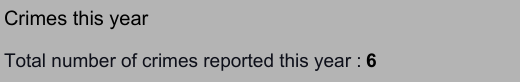 Crimes this year
Total number of crimes reported this year : 6